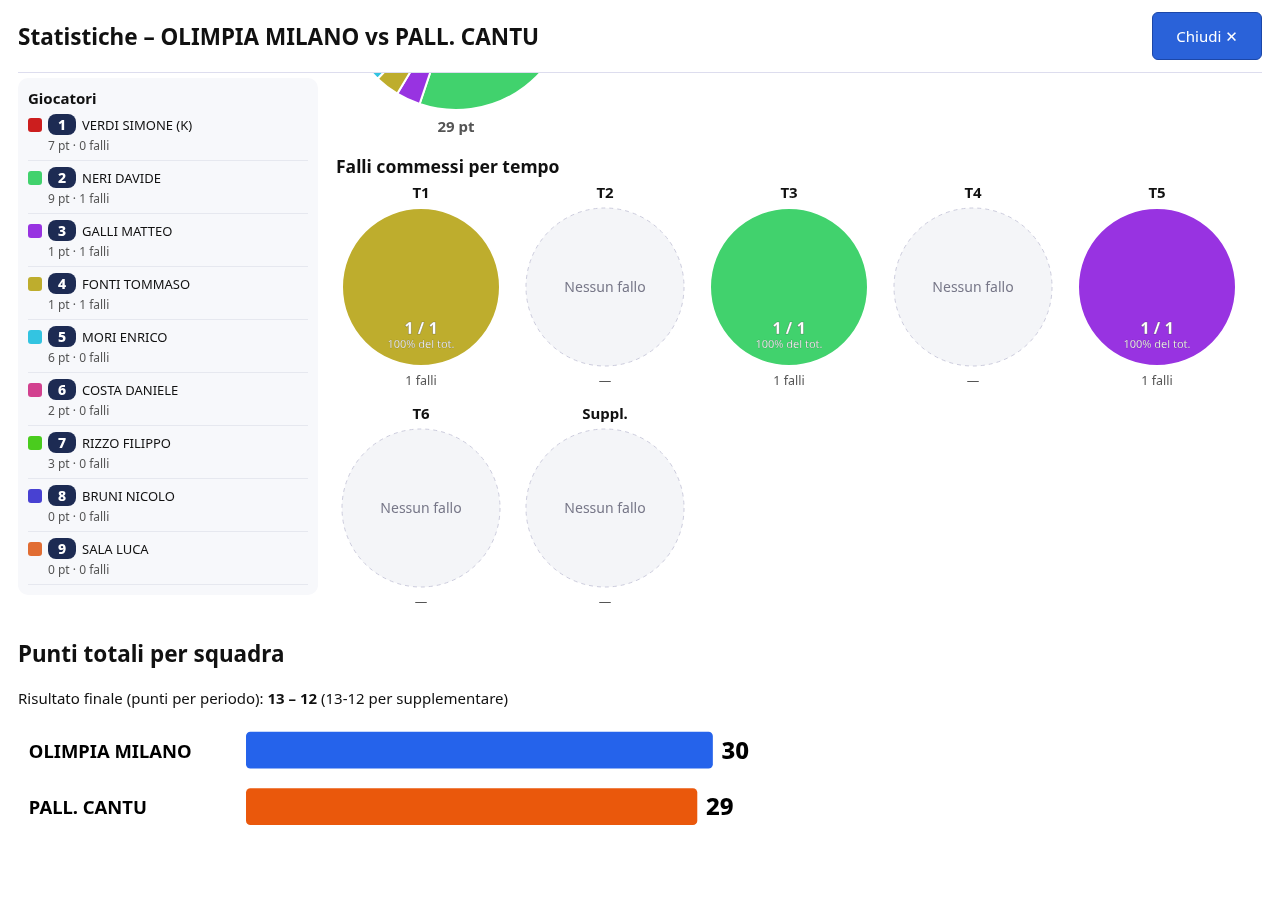 Statistiche – OLIMPIA MILANO vs PALL. CANTU
Chiudi ✕
Giocatori
1 VERDI SIMONE (K)
7 pt · 0 falli
2 NERI DAVIDE
9 pt · 1 falli
3 GALLI MATTEO
1 pt · 1 falli
4 FONTI TOMMASO
1 pt · 1 falli
5 MORI ENRICO
6 pt · 0 falli
6 COSTA DANIELE
2 pt · 0 falli
7 RIZZO FILIPPO
3 pt · 0 falli
8 BRUNI NICOLO
0 pt · 0 falli
9 SALA LUCA
0 pt · 0 falli
29 pt
Falli commessi per tempo
T1
1 / 1
100% del tot.
1 falli
T2
Nessun fallo
—
T3
1 / 1
100% del tot.
1 falli
T4
Nessun fallo
—
T5
1 / 1
100% del tot.
1 falli
T6
Nessun fallo
—
Suppl.
Nessun fallo
—
Punti totali per squadra
Risultato finale (punti per periodo): 13 – 12 (13-12 per supplementare)
OLIMPIA MILANO 30
PALL. CANTU 29